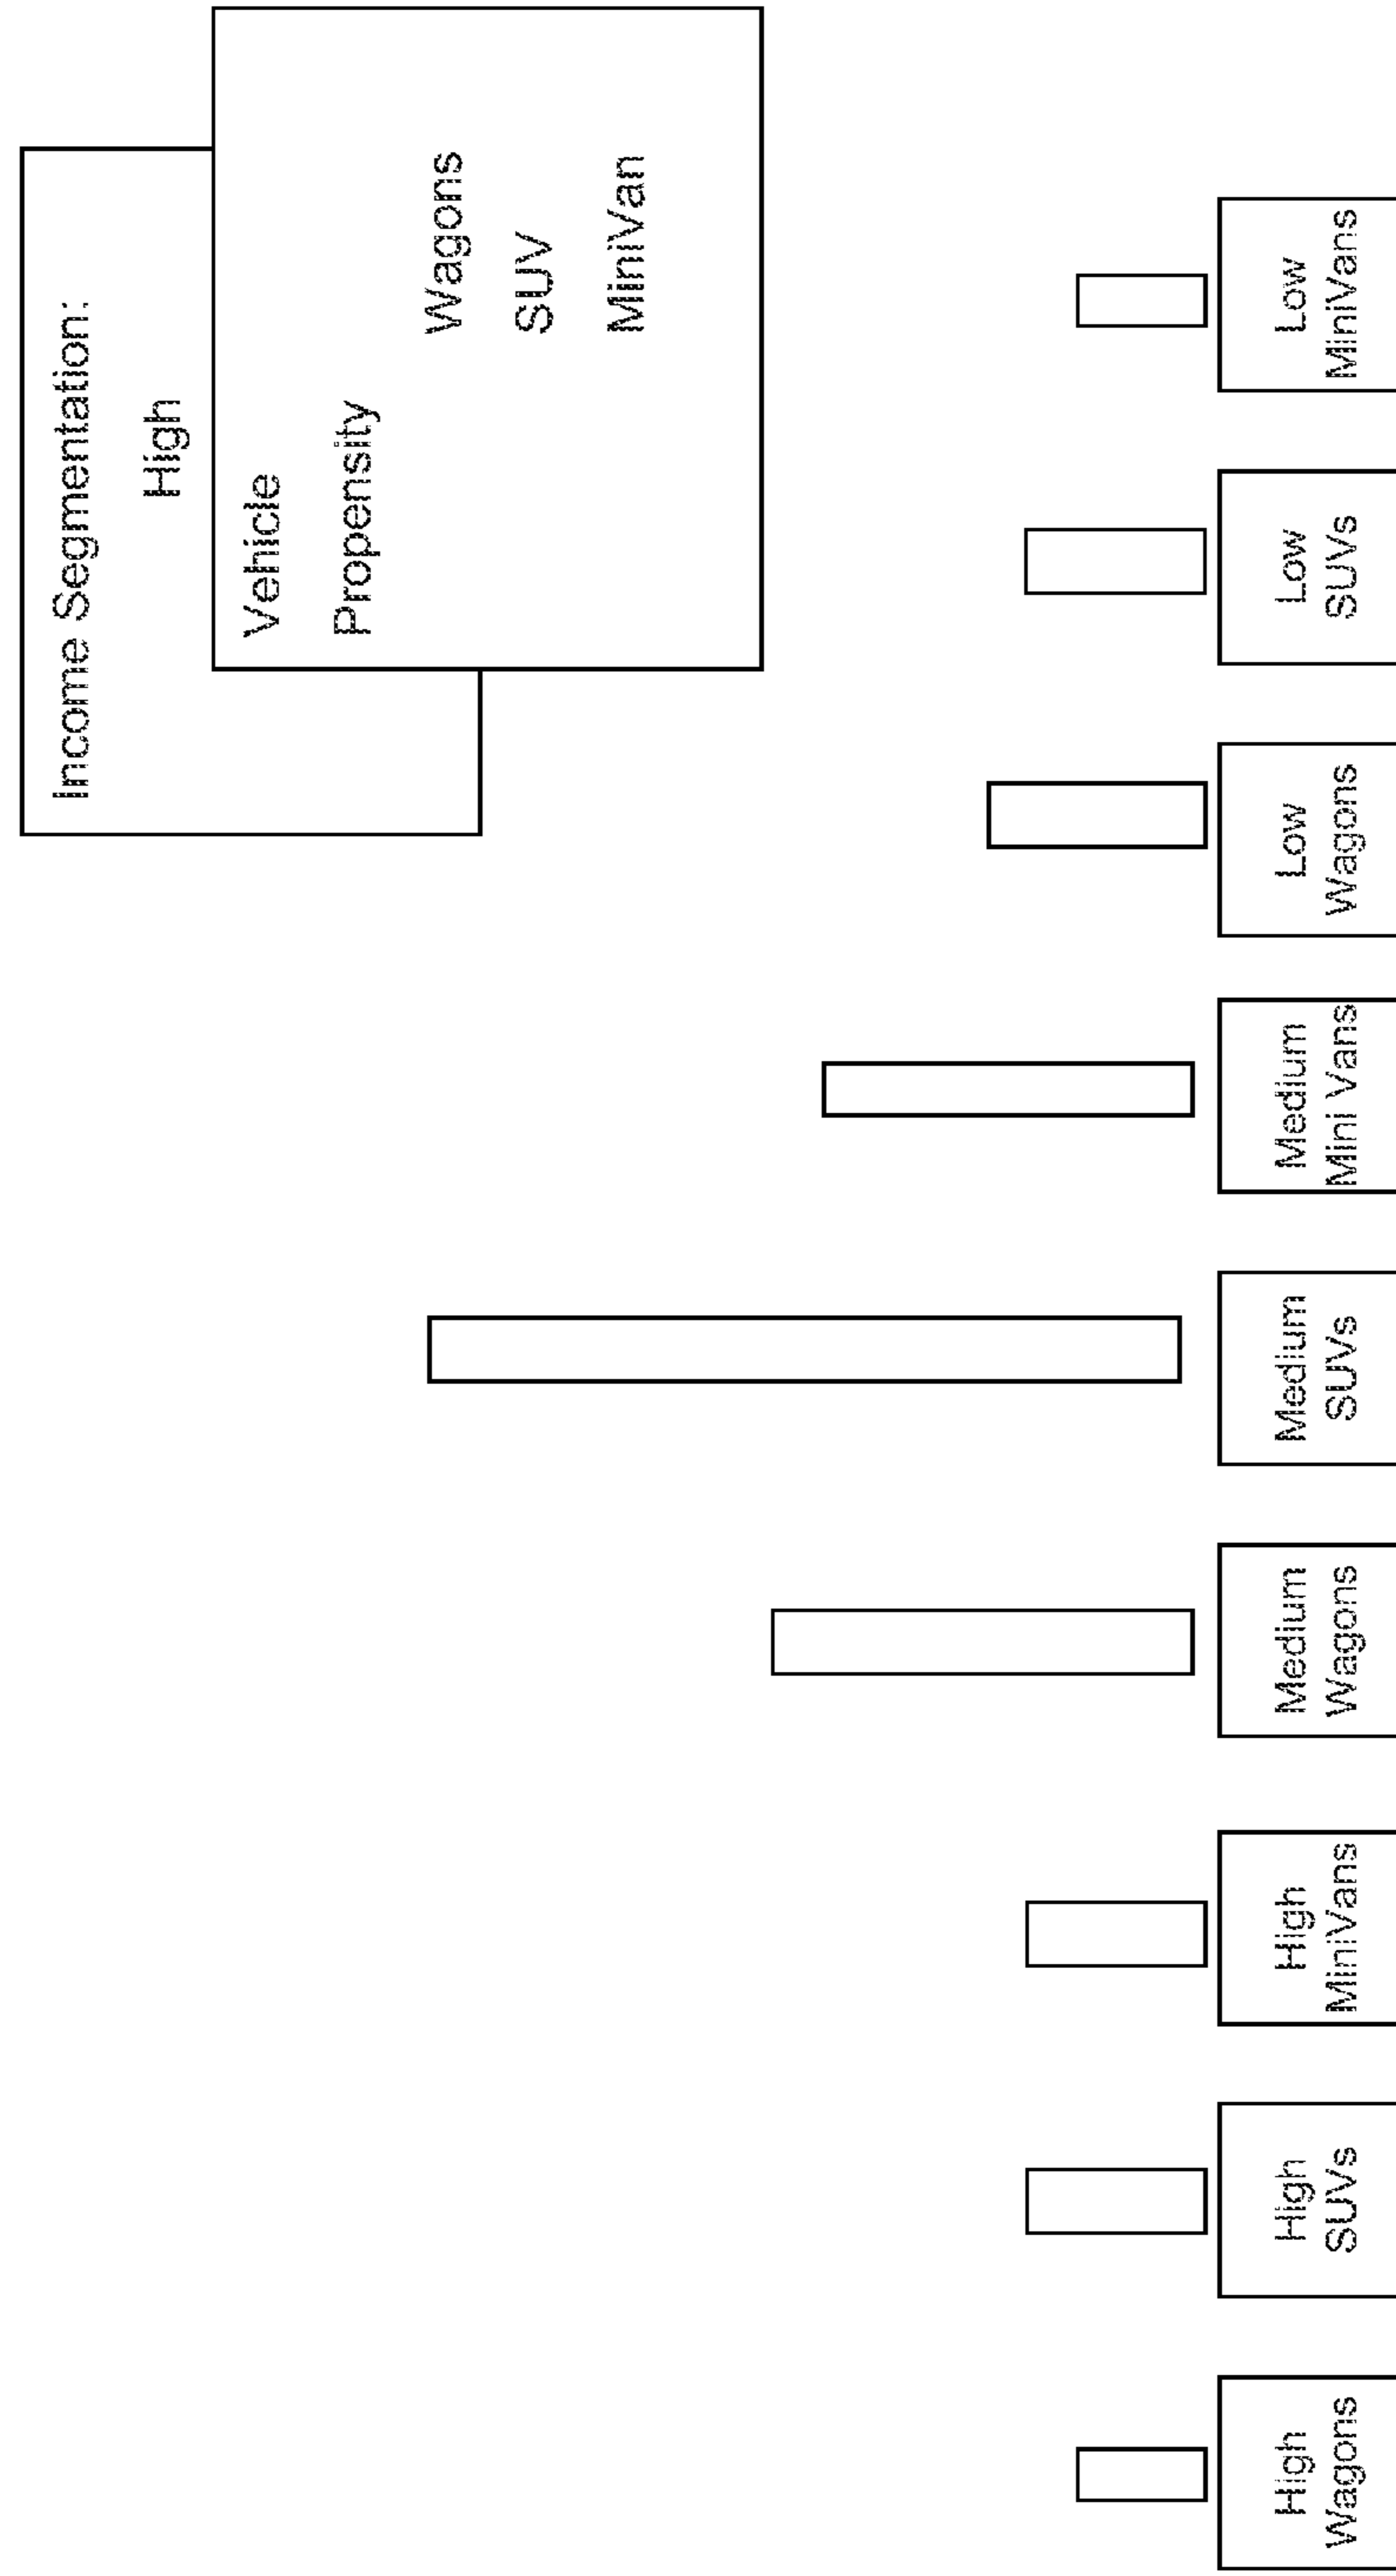 Income Segmentation:
High
Vehicle
Propensity
Wagons
SUV
MiniVan
High
Wagons
High
SUVs
High
MiniVans
Medium
Wagons
Medium
SUVs
Medium
Mini Vans
Low
Wagons
Low
SUVs
Low
MiniVans